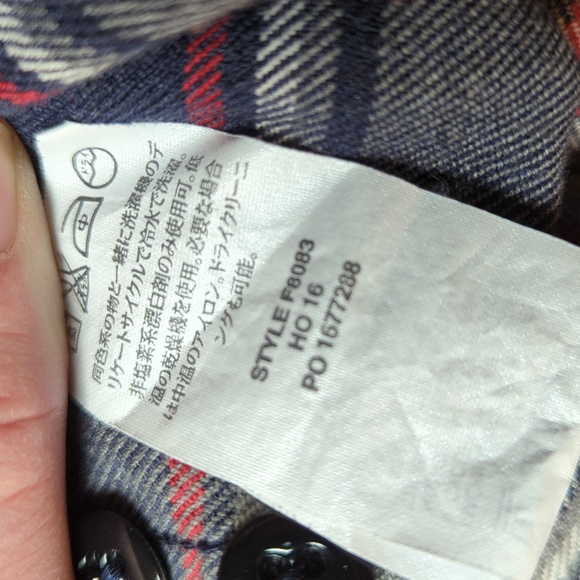 同色系の物と一緒に洗濯機のデ
リケートサイクルで冷水で洗濯。
非塩素系漂白剤のみ使用可。低
温の乾燥機を使用。必要な場合
は中温のアイロン。ドライクリーニ
ングも可能。
STYLE F8083
HO 16
PO 1677288